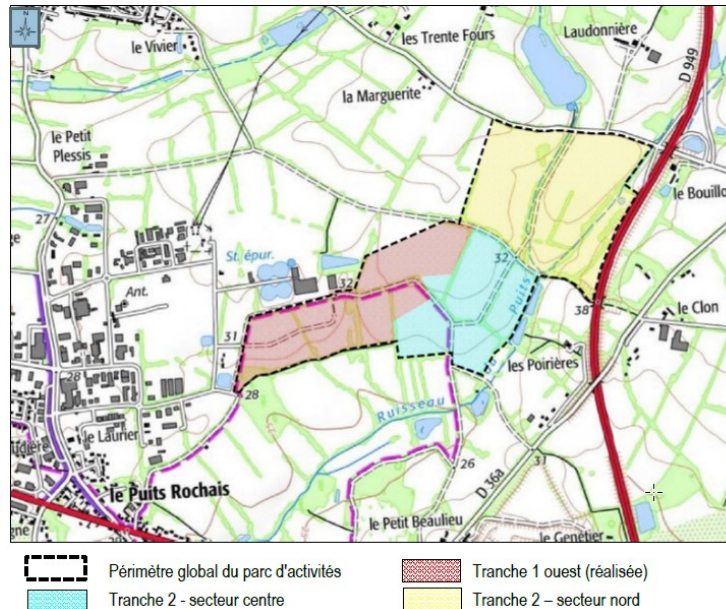 N
le Vivier
les Trente Fours
Laudonnière
D 949
la Marguerite
le Petit
Plessis
le Bouillo
27
St. épur.
32
32
Puits
Ant.
38
le Clon
31
28
28
les Poirières
Ruisseau
le Laurier
udière
le Puits Rochais
26
D 36a
31
gne
le Petit Beaulieu
le Genêtier
Périmètre global du parc d'activités
Tranche 1 ouest (réalisée)
Tranche 2 - secteur centre
Tranche 2 – secteur nord